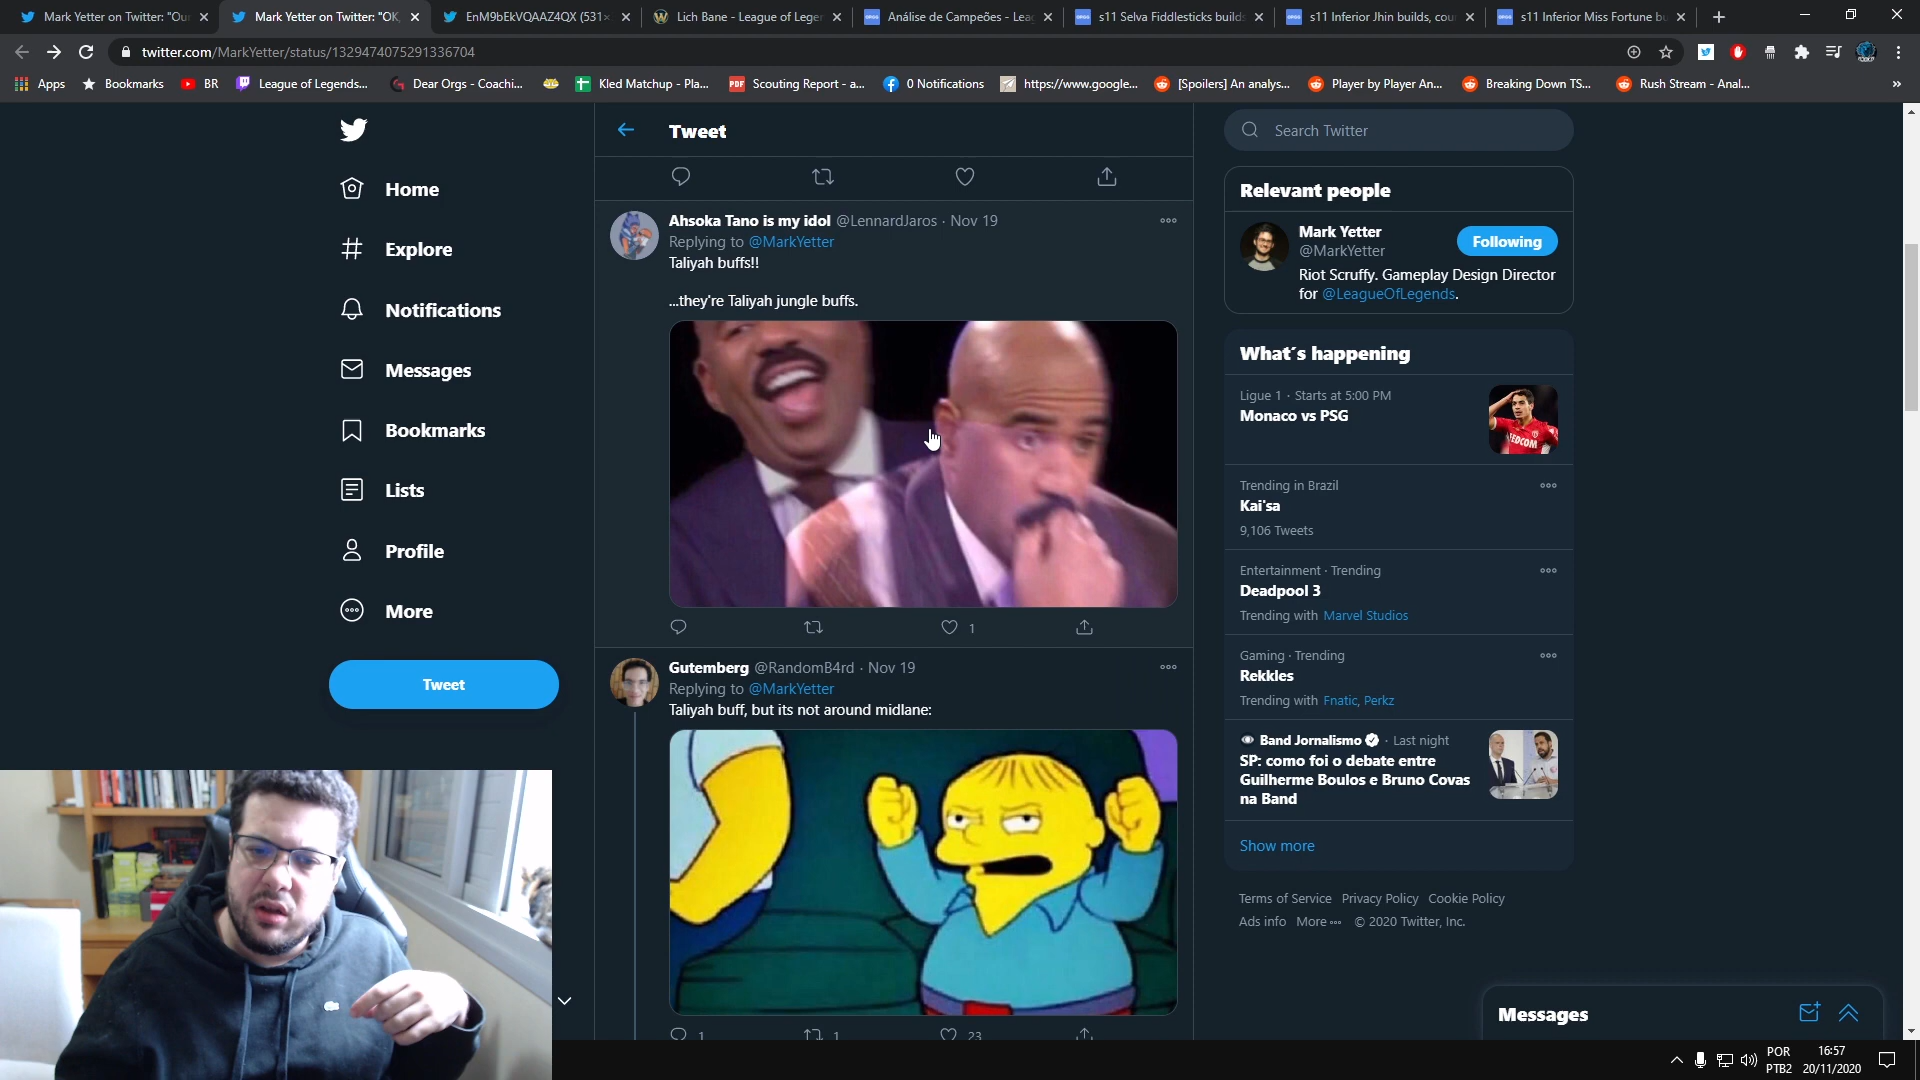 Mark Yetter on Twitter: "Our
Mark Yetter on Twitter: "OK,
EnM9bEkVQAAZ4QX (531×
Lich Bane - League of Leger
Análise de Campeões - Lea
s11 Selva Fiddlesticks builds
s11 Inferior Jhin builds, cou
s11 Inferior Miss Fortune bu
twitter.com/MarkYetter/status/1329474075291336704
Apps
Bookmarks
BR
League of Legends...
Dear Orgs - Coachi...
Kled Matchup - Pla...
PDF
Scouting Report - a...
0 Notifications
https://www.google...
[Spoilers] An analys...
Player by Player An...
Breaking Down TS...
Rush Stream - Anal...
»
Home
Explore
Notifications
Messages
Bookmarks
Lists
Profile
More
Tweet
Tweet
Ahsoka Tano is my idol @LennardJaros · Nov 19
Replying to @MarkYetter
Taliyah buffs!!
...they're Taliyah jungle buffs.
1
Gutemberg @RandomB4rd · Nov 19
Replying to @MarkYetter
Taliyah buff, but its not around midlane:
1
1
23
Search Twitter
Relevant people
Mark Yetter
@MarkYetter
Following
Riot Scruffy. Gameplay Design Director
for @LeagueOfLegends.
What's happening
Ligue 1 · Starts at 5:00 PM
Monaco vs PSG
Trending in Brazil
Kai'sa
9,106 Tweets
Entertainment · Trending
Deadpool 3
Trending with Marvel Studios
Gaming · Trending
Rekkles
Trending with Fnatic, Perkz
Band Jornalismo · Last night
SP: como foi o debate entre
Guilherme Boulos e Bruno Covas
na Band
Show more
Terms of Service Privacy Policy Cookie Policy
Ads info More ··· © 2020 Twitter, Inc.
Messages
POR
PTB2
16:57
20/11/2020